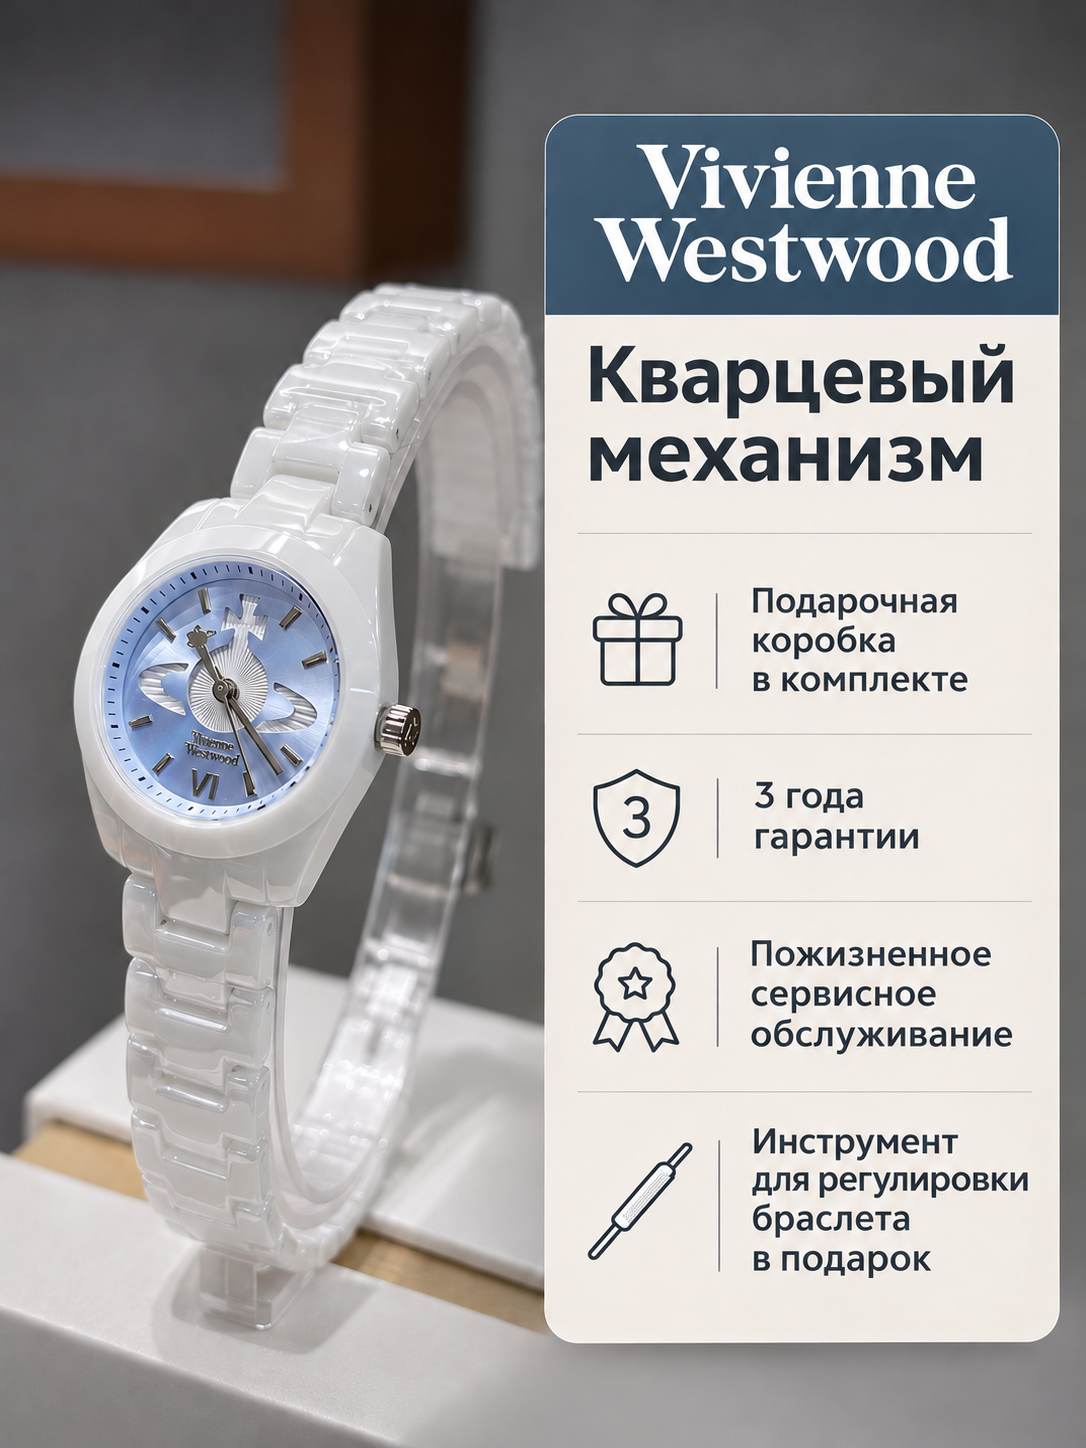 Vivienne
Westwood
Кварцевый
механизм
Подарочная
коробка
в комплекте
3
3 года
гарантии
Пожизненное
сервисное
обслуживание
Инструмент
для регулировки
браслета
в подарок
Vivienne
Westwood
VI